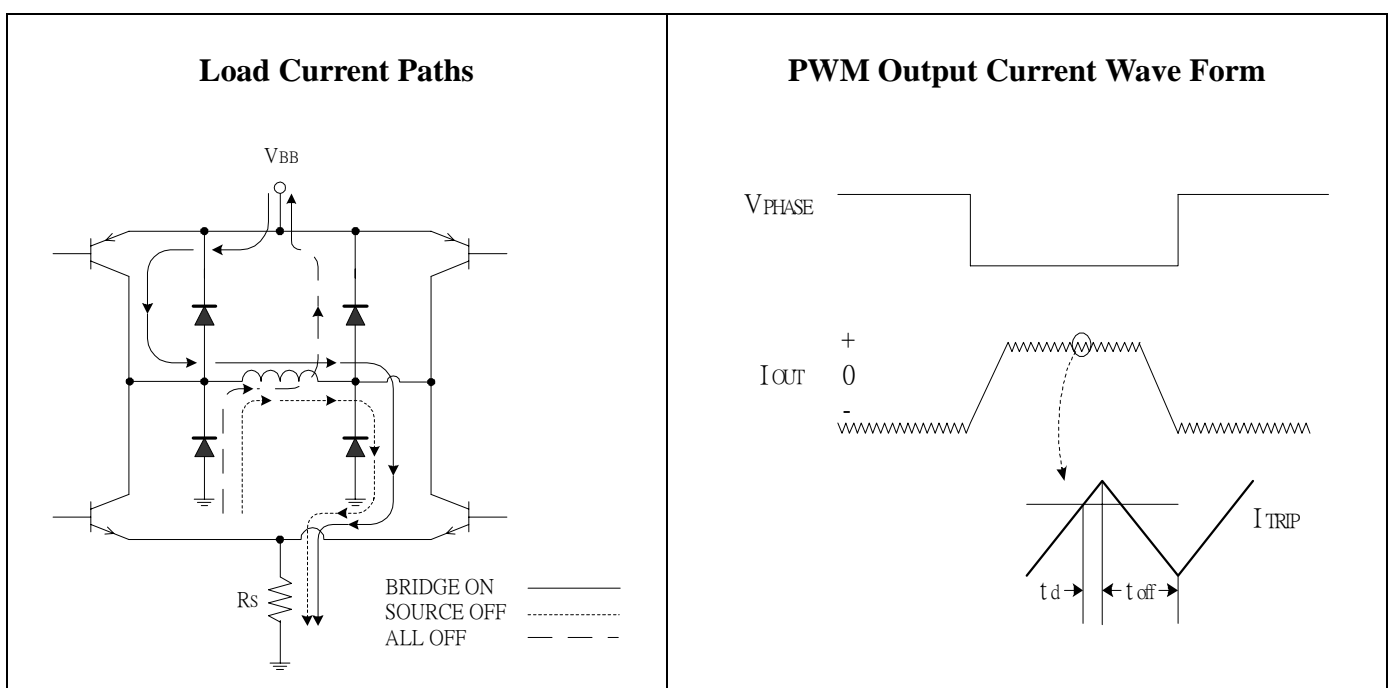 Load Current Paths
VBB
RS
BRIDGE ON
SOURCE OFF
ALL OFF
PWM Output Current Wave Form
VPHASE
+
IOUT 0
-
ITRIP
td toff